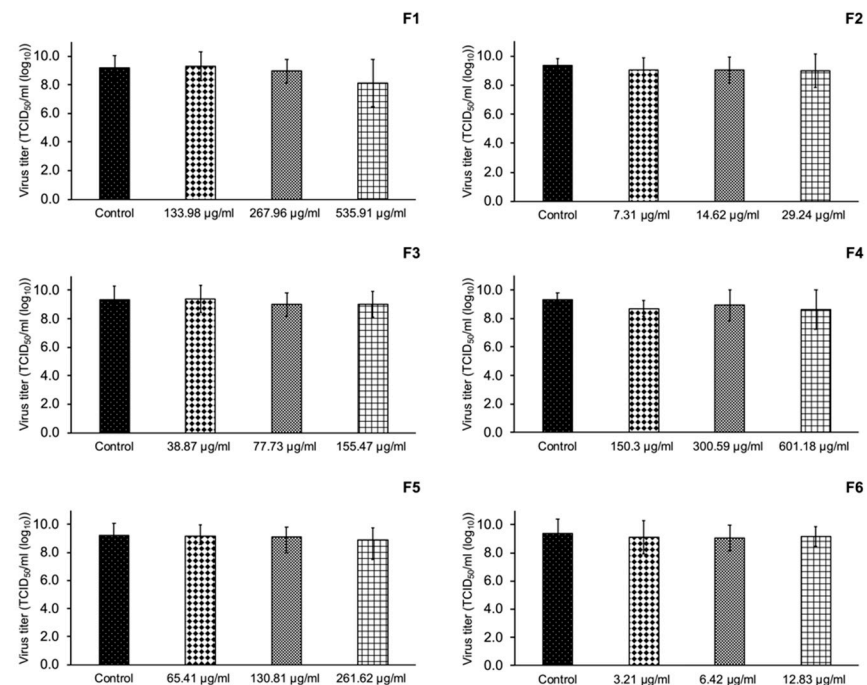 F1
Virus titer (TCID50/ml (log10))
10.0
8.0
6.0
4.0
2.0
0.0
Control 133.98 µg/ml 267.96 µg/ml 535.91 µg/ml
F2
Virus titer (TCID50/ml (log10))
10.0
8.0
6.0
4.0
2.0
0.0
Control 7.31 µg/ml 14.62 µg/ml 29.24 µg/ml
F3
Virus titer (TCID50/ml (log10))
10.0
8.0
6.0
4.0
2.0
0.0
Control 38.87 µg/ml 77.73 µg/ml 155.47 µg/ml
F4
Virus titer (TCID50/ml (log10))
10.0
8.0
6.0
4.0
2.0
0.0
Control 150.3 µg/ml 300.59 µg/ml 601.18 µg/ml
F5
Virus titer (TCID50/ml (log10))
10.0
8.0
6.0
4.0
2.0
0.0
Control 65.41 µg/ml 130.81 µg/ml 261.62 µg/ml
F6
Virus titer (TCID50/ml (log10))
10.0
8.0
6.0
4.0
2.0
0.0
Control 3.21 µg/ml 6.42 µg/ml 12.83 µg/ml